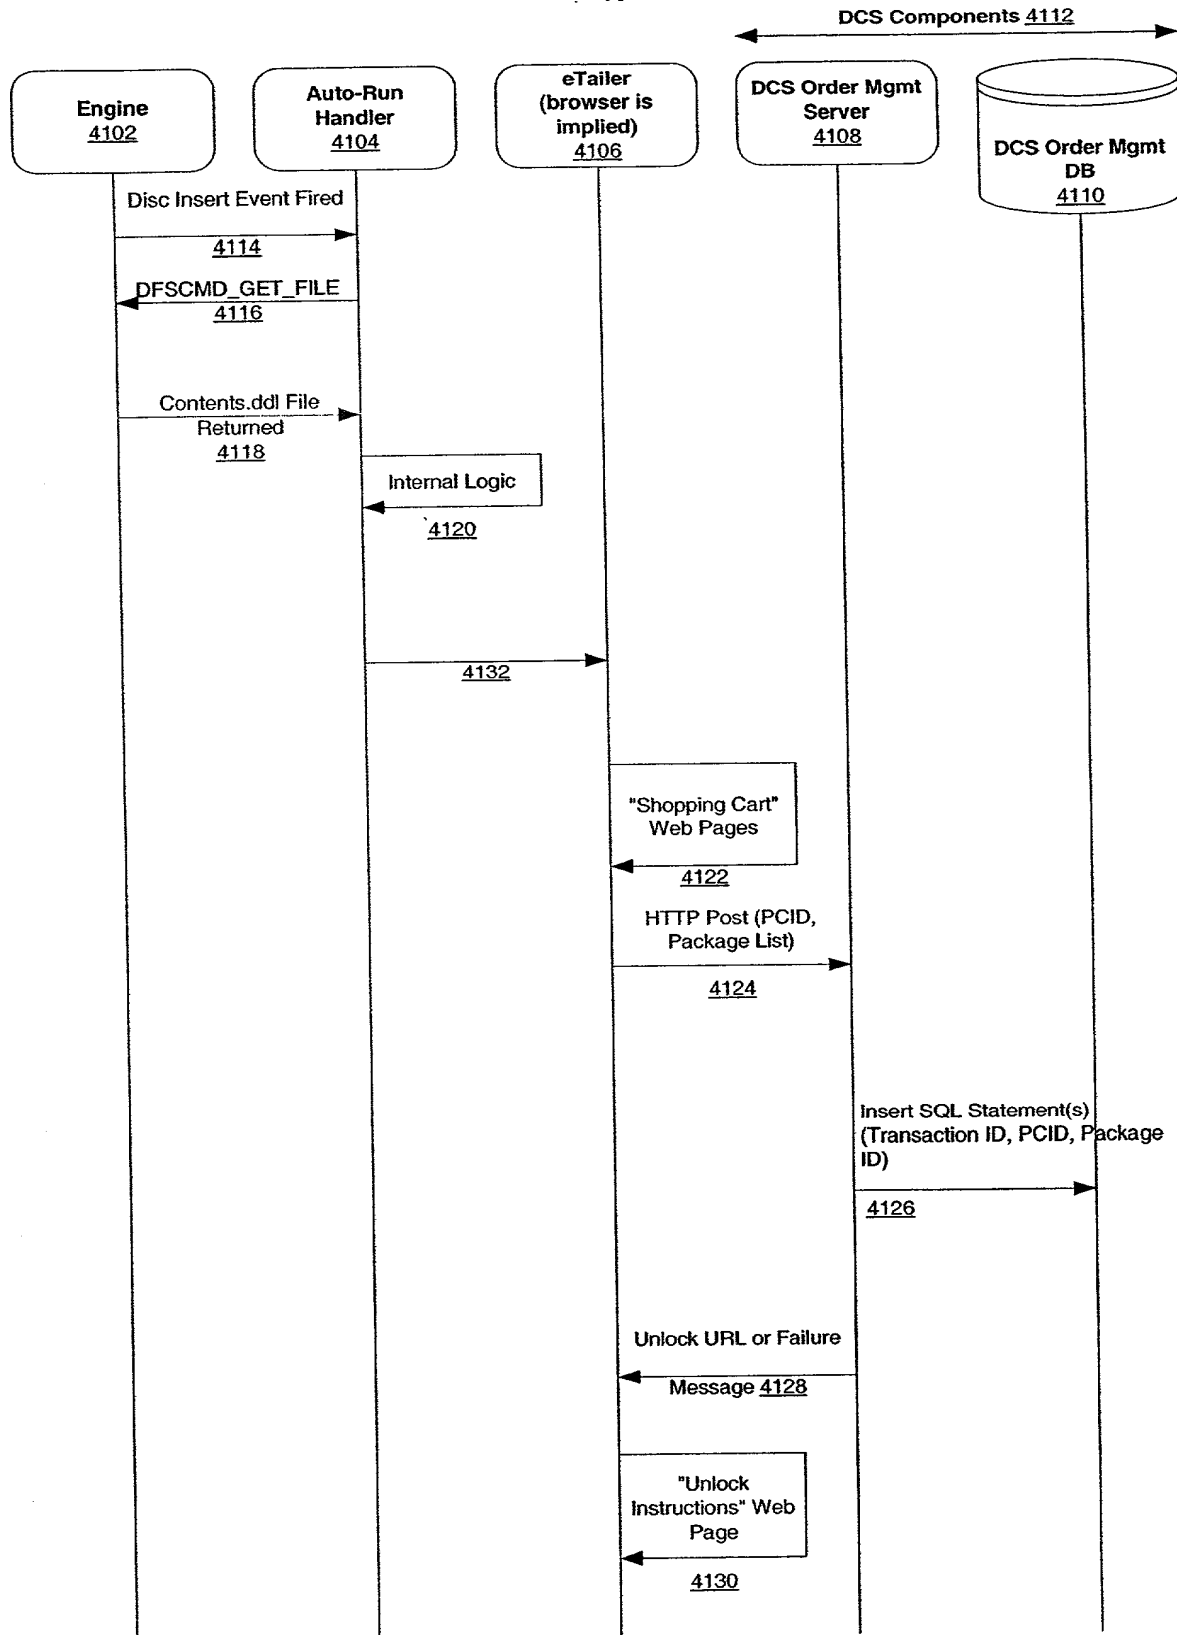 DCS Components 4112
Engine
4102
Auto-Run
Handler
4104
eTailer
(browser is
implied)
4106
DCS Order Mgmt
Server
4108
DCS Order Mgmt
DB
4110
Disc Insert Event Fired
4114
DFSCMD_GET_FILE
4116
Contents.ddl File
Returned
4118
Internal Logic
4120
4132
"Shopping Cart"
Web Pages
4122
HTTP Post (PCID,
Package List)
4124
Insert SQL Statement(s)
(Transaction ID, PCID, Package
ID)
4126
Unlock URL or Failure
Message 4128
"Unlock
Instructions" Web
Page
4130